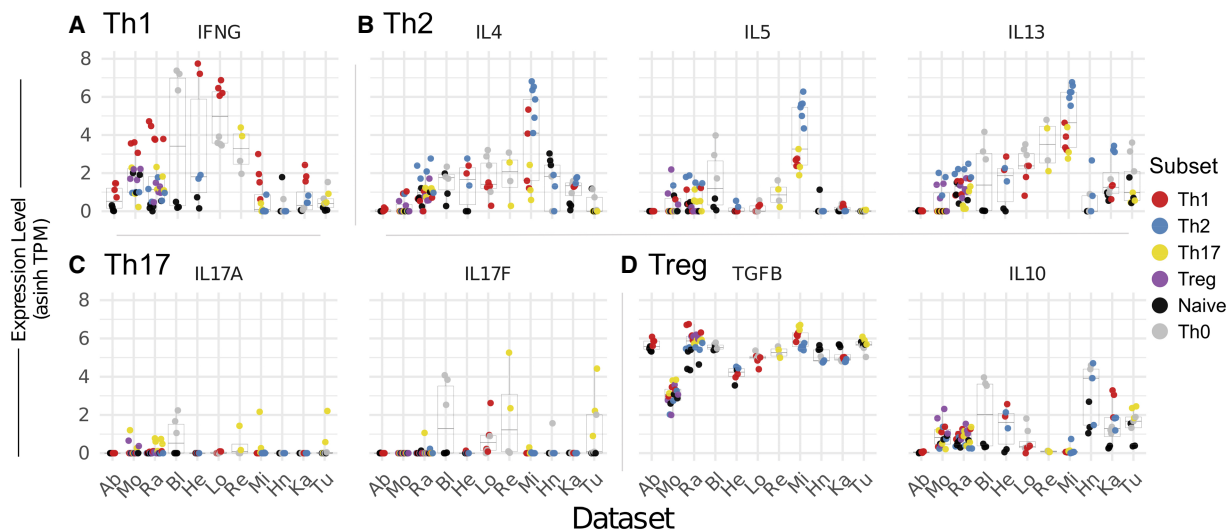 A Th1
B Th2
IFNG
IL4
IL5
IL13
8
6
4
2
0
Subset
Th1
Th2
Th17
Treg
Naive
Th0
Expression Level
(asinh TPM)
C Th17
D Treg
IL17A
IL17F
TGFB
IL10
8
6
4
2
0
Ab Mo Ra Bl He Lo Re Mi Hn Ka Tu
Ab Mo Ra Bl He Lo Re Mi Hn Ka Tu
Ab Mo Ra Bl He Lo Re Mi Hn Ka Tu
Ab Mo Ra Bl He Lo Re Mi Hn Ka Tu
Dataset